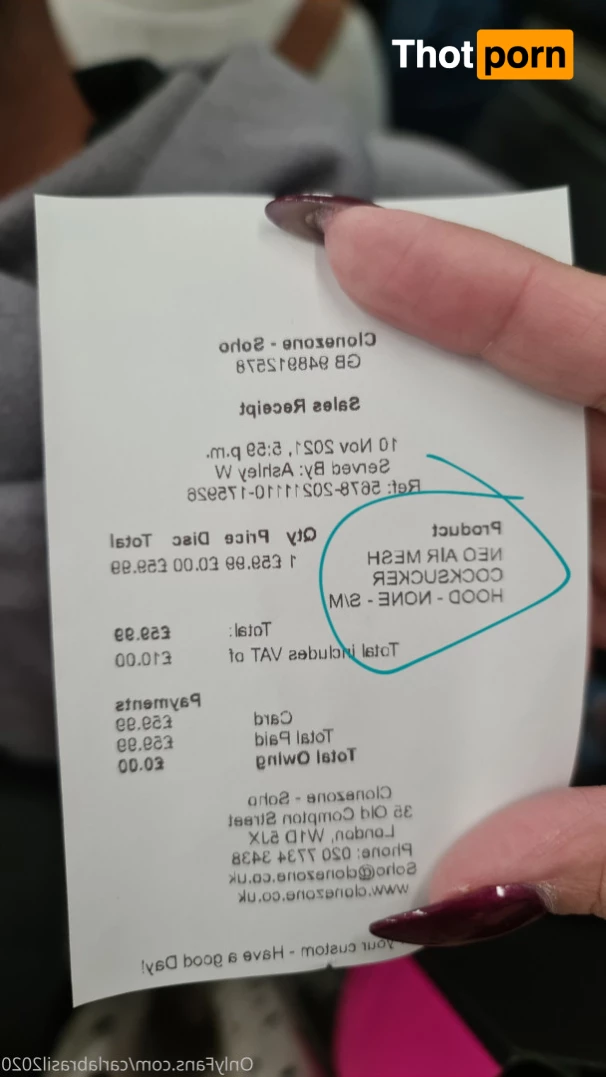 Thot porn
Clonezone - Soho
GB 948912578
Sales Receipt
10 Nov 2021, 5:59 p.m.
Served By: Ashley W
Ref: 5678-20211110-175928
Product Qty Price Disc Total
NEO AIR MESH 1 £59.99 £0.00 £59.99
COCKSUCKER
HOOD - NONE - S/M
Total: £59.99
Total includes VAT of £10.00
Payments
Card £59.99
Total Paid £59.99
Total Owing £0.00
Clonezone - Soho
35 Old Compton Street
London, W1D 5JX
Phone: 020 7734 3438
Soho@clonezone.co.uk
www.clonezone.co.uk
your custom - Have a good Day!
OnlyFans.com/carlabrasil2020